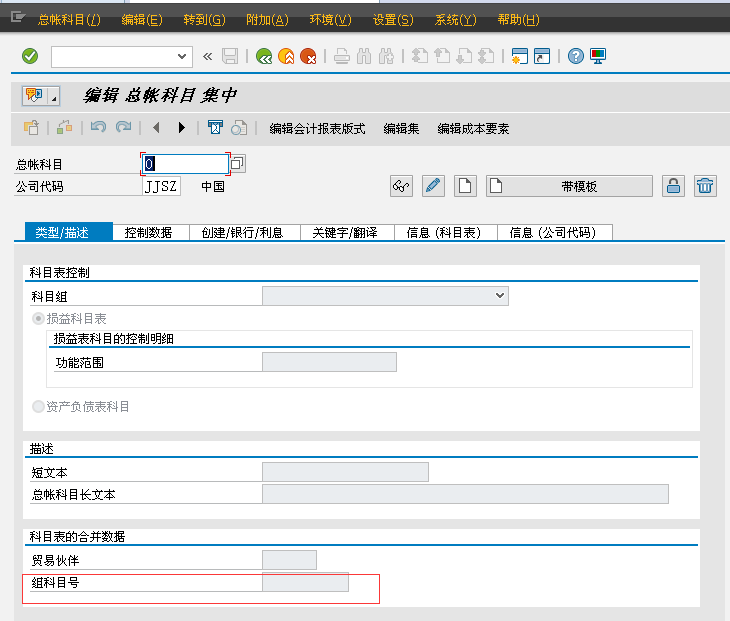 总帐科目(I) 编辑(E) 转到(G) 附加(A) 环境(V) 设置(S) 系统(Y) 帮助(H)
编辑 总帐科目 集中
编辑会计报表版式 编辑集 编辑成本要素
总帐科目 0
公司代码 JJSZ 中国
带模板
类型/描述 控制数据 创建/银行/利息 关键字/翻译 信息 (科目表) 信息 (公司代码)
科目表控制
科目组
损益科目表
损益表科目的控制明细
功能范围
资产负债表科目
描述
短文本
总帐科目长文本
科目表的合并数据
贸易伙伴
组科目号